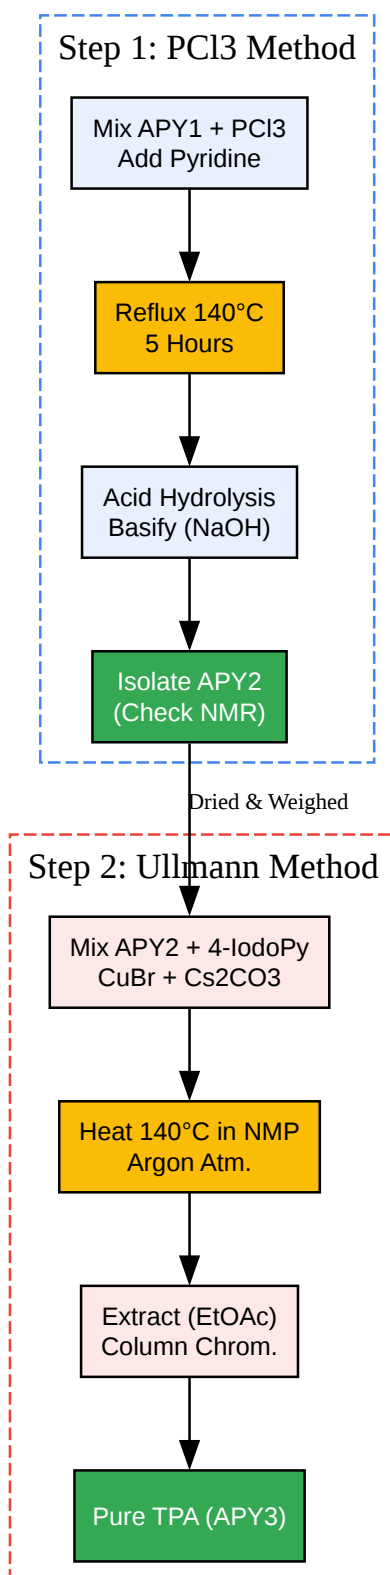 Step 1: PCl3 Method
Mix APY1 + PCl3
Add Pyridine
Reflux 140°C
5 Hours
Acid Hydrolysis
Basify (NaOH)
Isolate APY2
(Check NMR)
Dried & Weighed
Step 2: Ullmann Method
Mix APY2 + 4-IodoPy
CuBr + Cs2CO3
Heat 140°C in NMP
Argon Atm.
Extract (EtOAc)
Column Chrom.
Pure TPA (APY3)